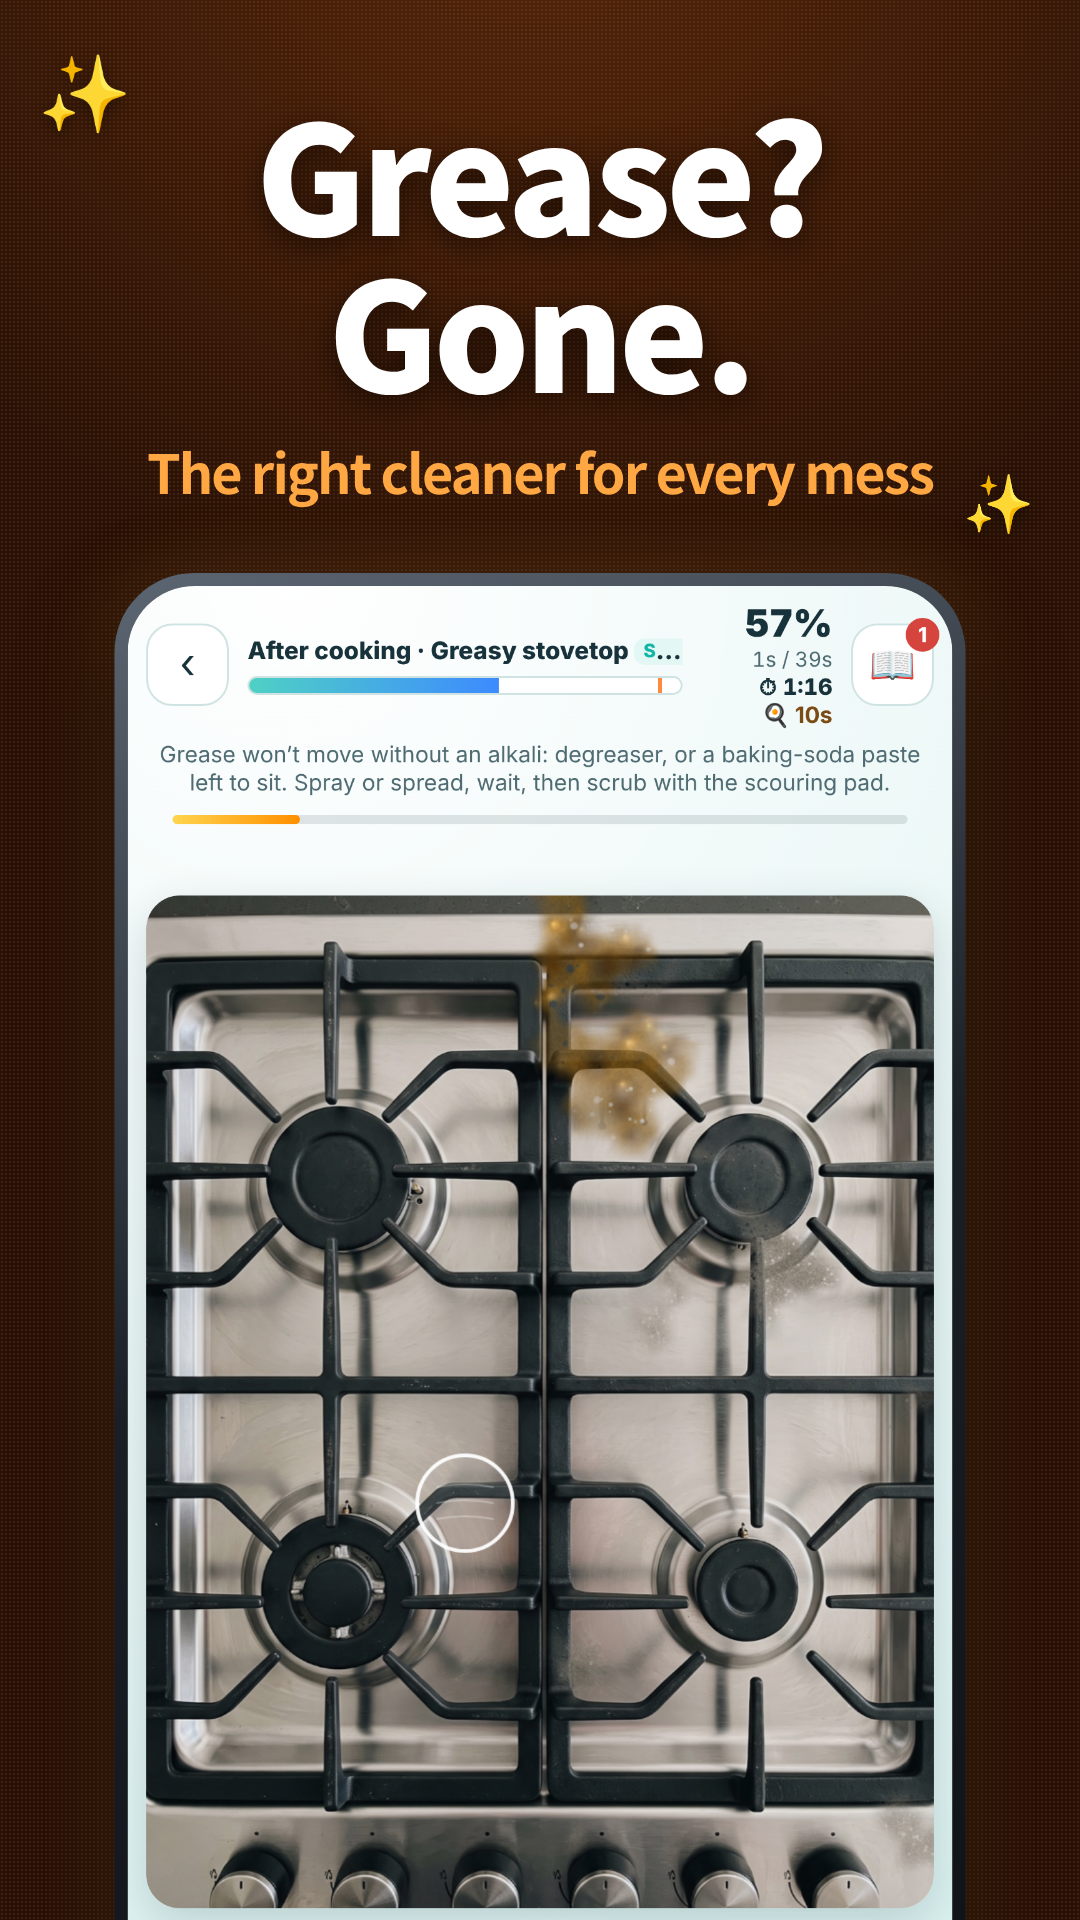 Grease?
Gone.
The right cleaner for every mess
After cooking · Greasy stovetop S...
57%
1s / 39s
⏱ 1:16
🍳 10s
1
Grease won’t move without an alkali: degreaser, or a baking-soda paste
left to sit. Spray or spread, wait, then scrub with the scouring pad.